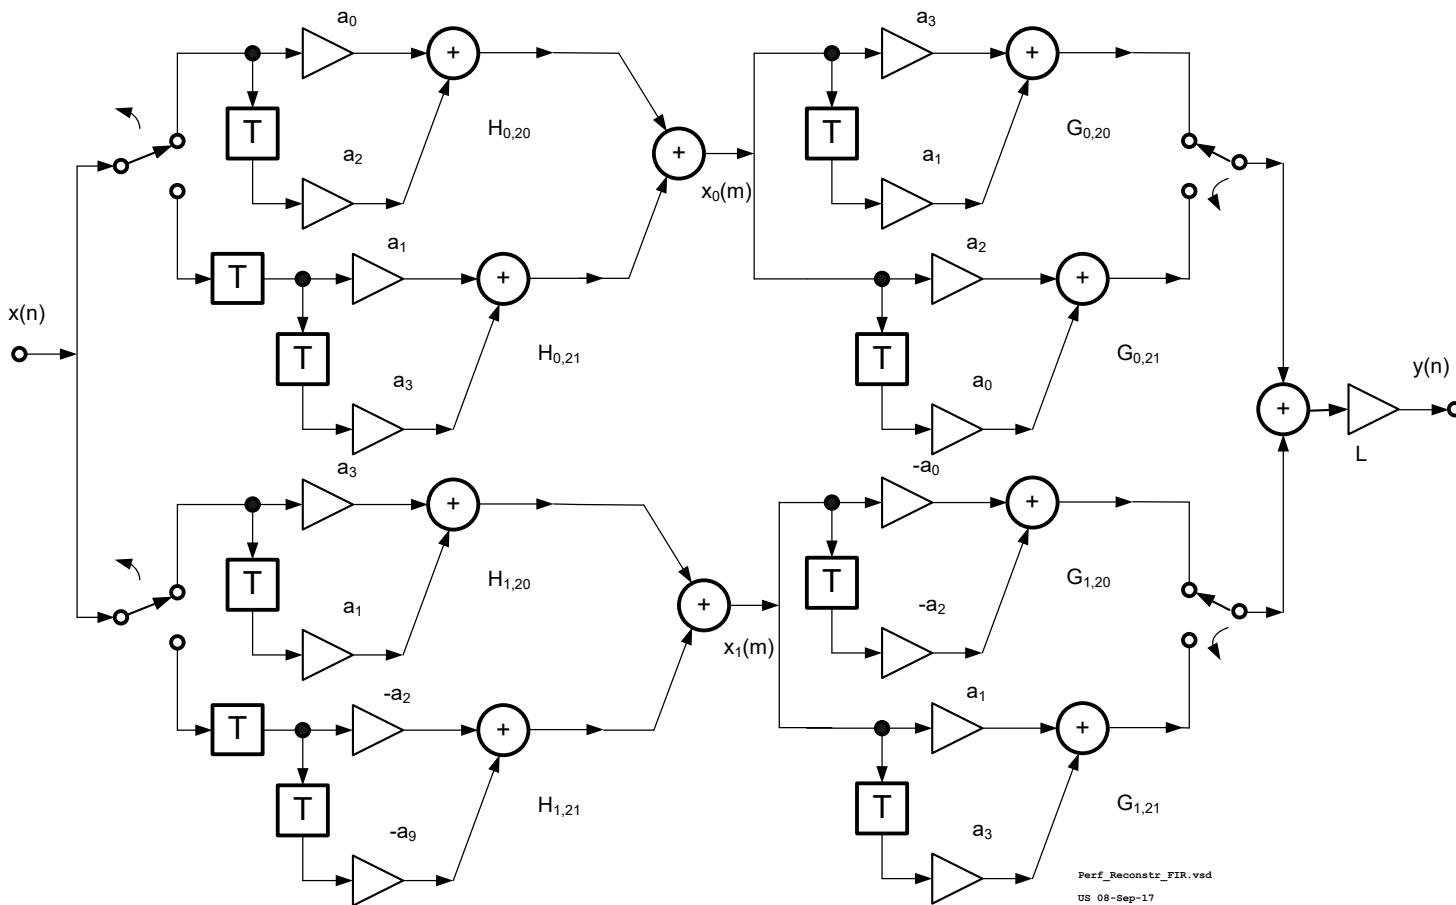 a0
a3
+
+
T
H0,20
T
G0,20
a2
a1
+
x0(m)
a1
a2
T
+
+
x(n)
T
H0,21
T
G0,21
y(n)
a3
a0
+
L
a3
-a0
+
+
T
H1,20
T
G1,20
a1
-a2
+
x1(m)
-a2
a1
T
+
+
T
H1,21
T
G1,21
-a9
a3
Perf_Reconstr_FIR.vsd
US 08-Sep-17